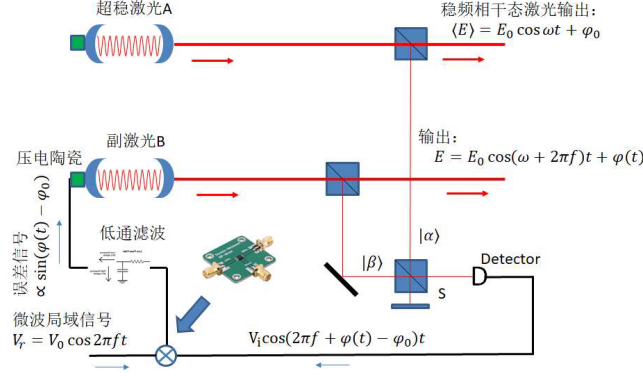 超稳激光A
稳频相干态激光输出：
⟨E⟩ = E₀ cos ωt + φ₀
压电陶瓷
副激光B
输出：
E = E₀ cos(ω + 2πf)t + φ(t)
误差信号
∝ sin(φ(t) − φ₀)
低通滤波
|α⟩
|β⟩
Detector
S
微波局域信号
Vᵣ = V₀ cos 2πft
Vᵢcos(2πf + φ(t) − φ₀)t